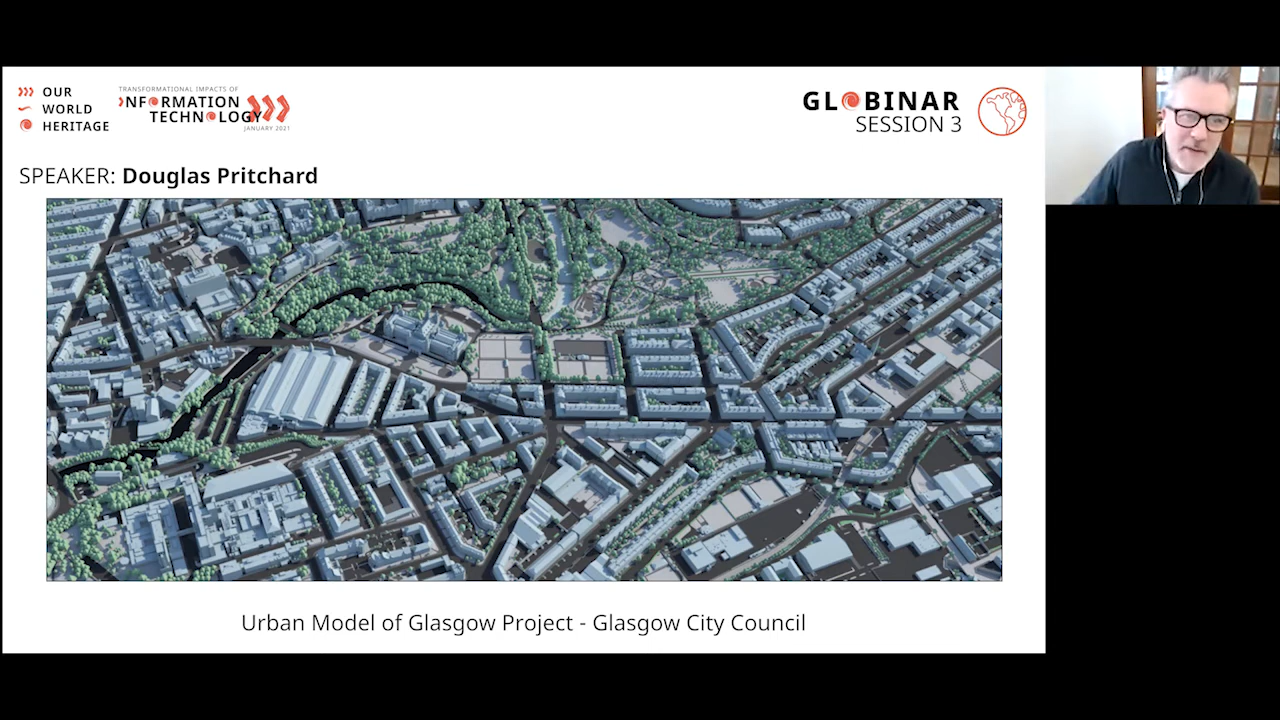 OUR
WORLD
HERITAGE
TRANSFORMATIONAL IMPACTS OF
INFORMATION
TECHNOLOGY
JANUARY 2021
GLOBINAR
SESSION 3
SPEAKER: Douglas Pritchard
Urban Model of Glasgow Project - Glasgow City Council